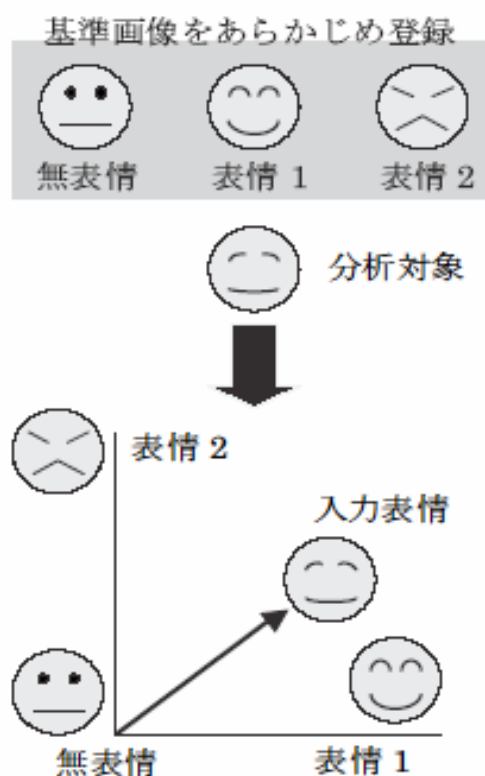 基準画像をあらかじめ登録
無表情 表情 1 表情 2
分析対象
表情 2
入力表情
無表情 表情 1